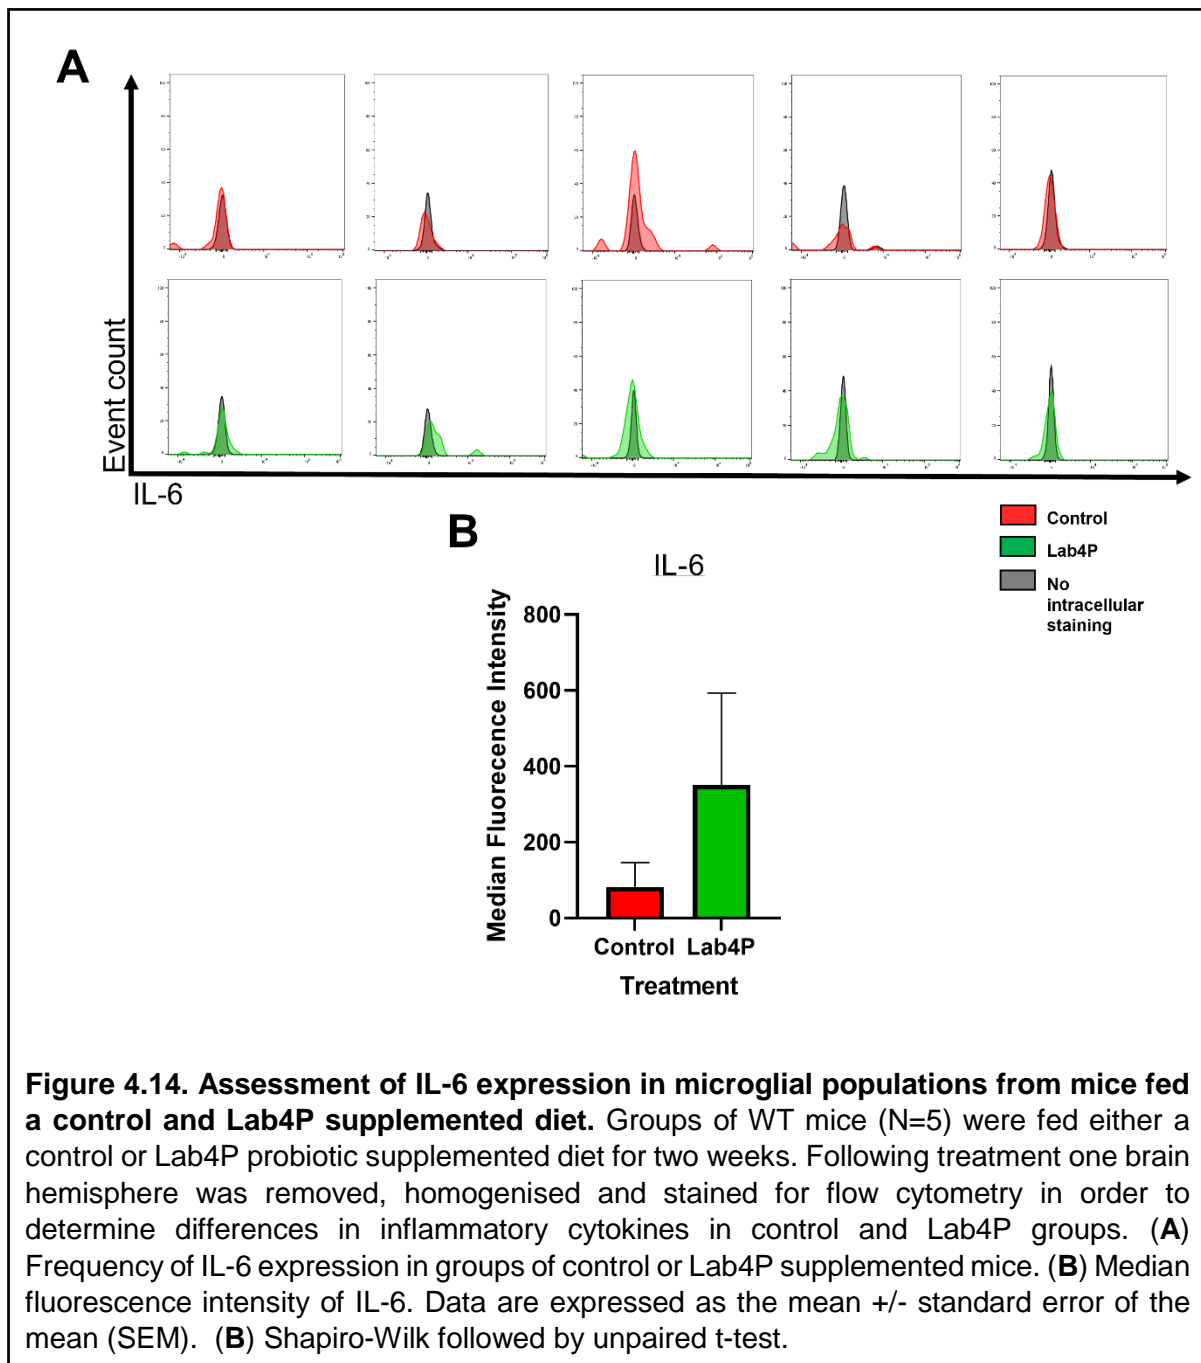 A
Event count
IL-6
Control
Lab4P
No
intracellular
staining
B
IL-6
Median Fluorecence Intensity
800
600
400
200
0
Control Lab4P
Treatment
Figure 4.14. Assessment of IL-6 expression in microglial populations from mice fed
a control and Lab4P supplemented diet. Groups of WT mice (N=5) were fed either a
control or Lab4P probiotic supplemented diet for two weeks. Following treatment one brain
hemisphere was removed, homogenised and stained for flow cytometry in order to
determine differences in inflammatory cytokines in control and Lab4P groups. (A)
Frequency of IL-6 expression in groups of control or Lab4P supplemented mice. (B) Median
fluorescence intensity of IL-6. Data are expressed as the mean +/- standard error of the
mean (SEM). (B) Shapiro-Wilk followed by unpaired t-test.